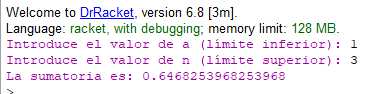 Welcome to DrRacket, version 6.8 [3m].
Language: racket, with debugging; memory limit: 128 MB.
Introduce el valor de a (límite inferior): 1
Introduce el valor de n (límite superior): 3
La sumatoria es: 0.6468253968253968
>